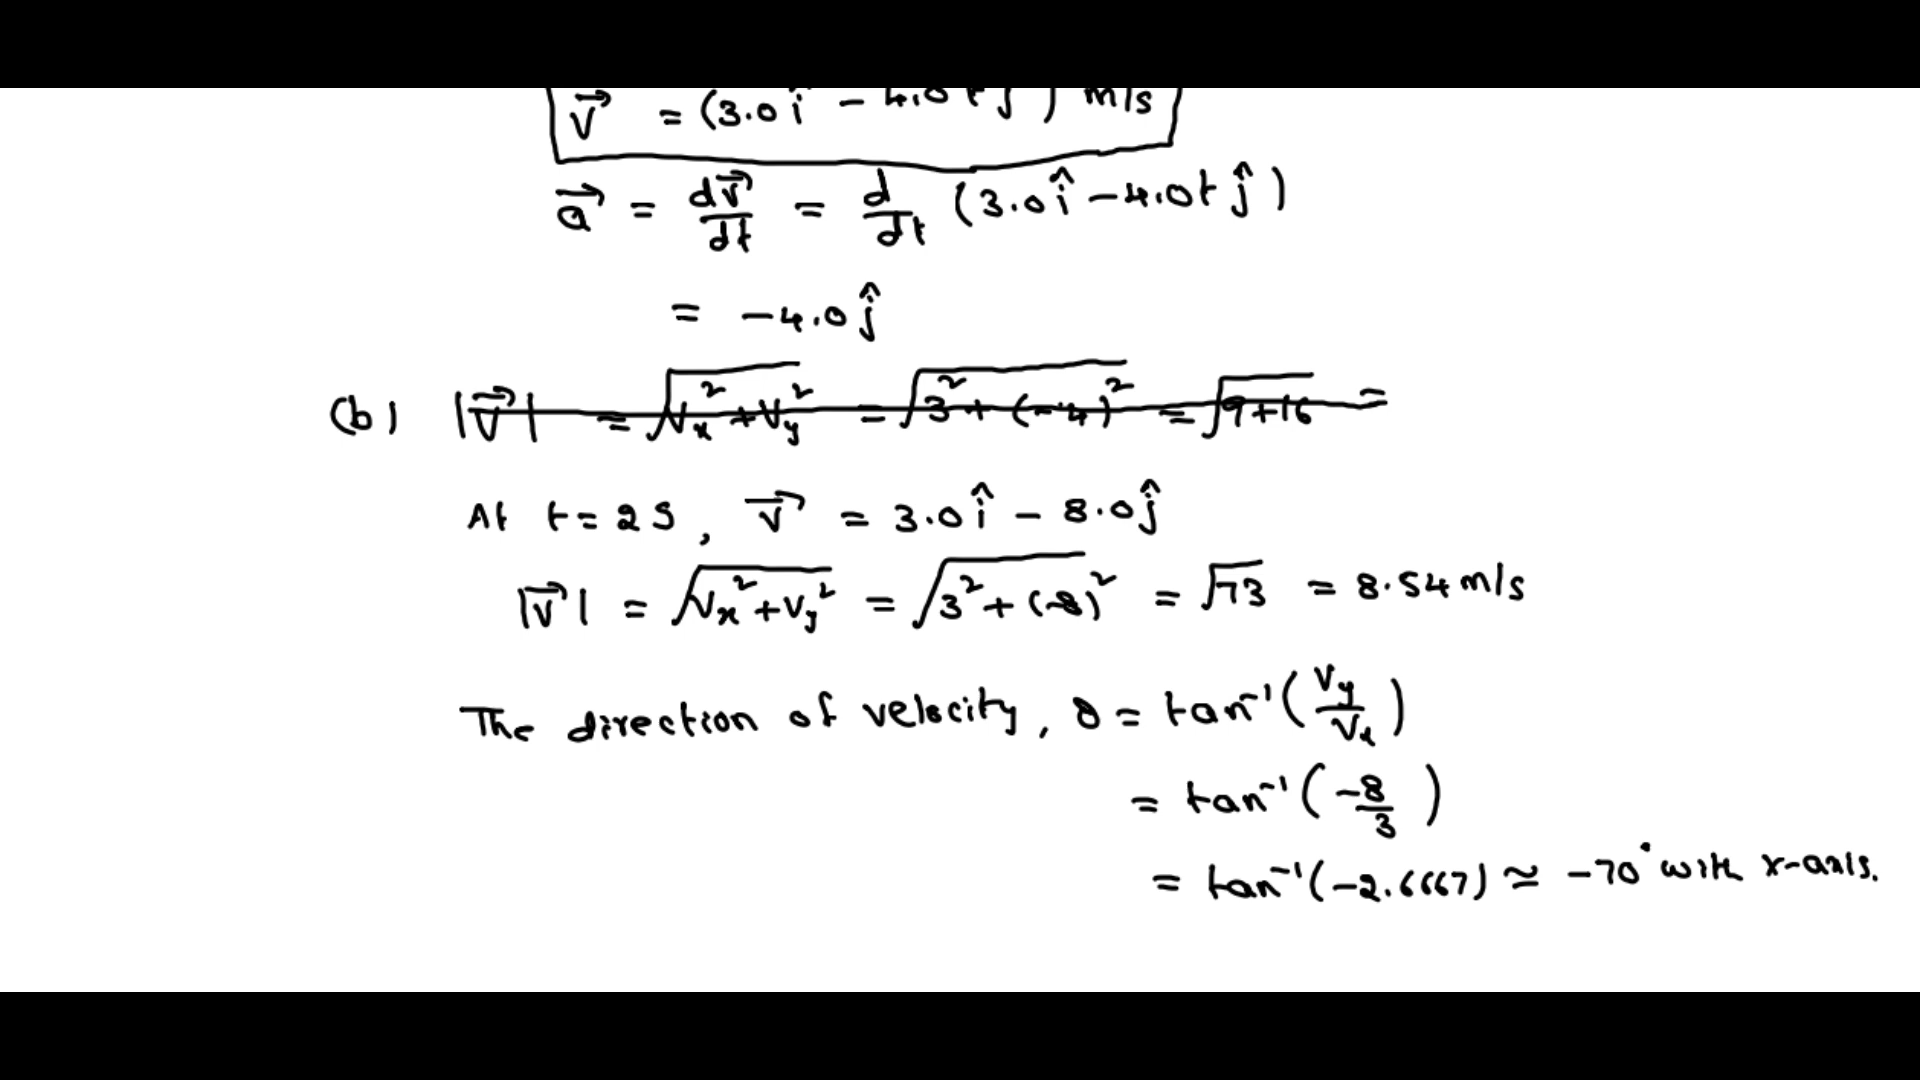 v⃗ = (3.0 î − 4.0 t ĵ) m/s
a⃗ = dv⃗/dt = d/dt (3.0 î − 4.0t ĵ)
= −4.0 ĵ
(b) |v⃗| = √(Vx² + Vy²) = √(3² + (−4)²) = √(9+16) =
At t = 2 S, v⃗ = 3.0 î − 8.0 ĵ
|v⃗| = √(Vx² + Vy²) = √(3² + (−8)²) = √73 = 8.54 m/s
The direction of velocity, θ = tan⁻¹(Vy/Vx)
= tan⁻¹(−8/3)
= tan⁻¹(−2.6667) ≃ −70° with x-axis.